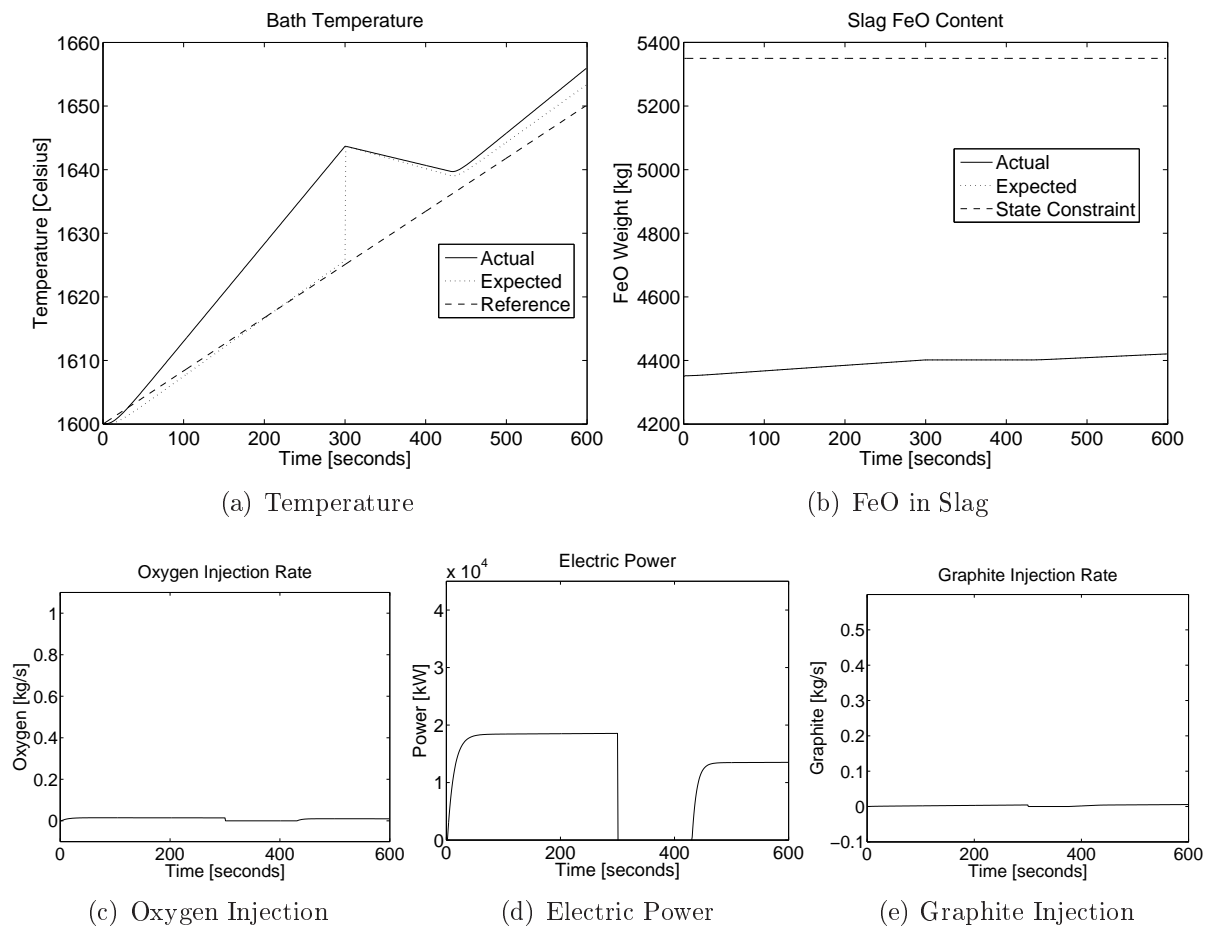 Bath Temperature
1660
1650
1640
1630
1620
1610
1600
Temperature [Celsius]
Actual
Expected
Reference
0 100 200 300 400 500 600
Time [seconds]
(a) Temperature
Slag FeO Content
5400
5200
5000
4800
4600
4400
4200
FeO Weight [kg]
Actual
Expected
State Constraint
0 100 200 300 400 500 600
Time [seconds]
(b) FeO in Slag
Oxygen Injection Rate
1
0.8
0.6
0.4
0.2
0
Oxygen [kg/s]
0 200 400 600
Time [seconds]
(c) Oxygen Injection
Electric Power
x 10^4
4
3
2
1
0
Power [kW]
0 200 400 600
Time [seconds]
(d) Electric Power
Graphite Injection Rate
0.5
0.4
0.3
0.2
0.1
0
−0.1
Graphite [kg/s]
0 200 400 600
Time [seconds]
(e) Graphite Injection